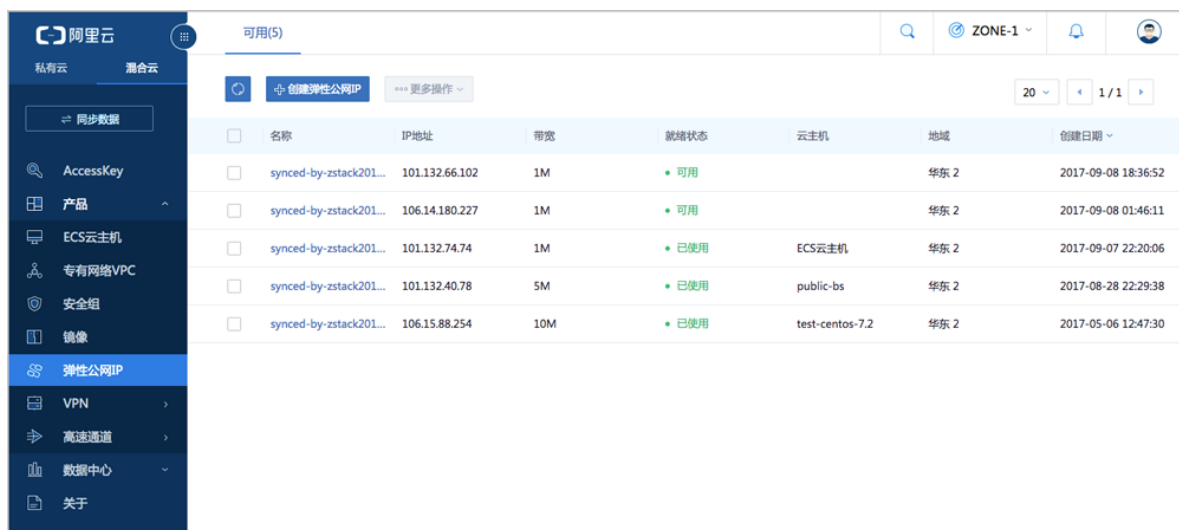 阿里云
私有云 混合云
同步数据
AccessKey
产品
ECS云主机
专有网络VPC
安全组
镜像
弹性公网IP
VPN
高速通道
数据中心
关于
可用(5)
ZONE-1
创建弹性公网IP 更多操作
20 1 / 1
名称 IP地址 带宽 就绪状态 云主机 地域 创建日期
synced-by-zstack201... 101.132.66.102 1M 可用 华东 2 2017-09-08 18:36:52
synced-by-zstack201... 106.14.180.227 1M 可用 华东 2 2017-09-08 01:46:11
synced-by-zstack201... 101.132.74.74 1M 已使用 ECS云主机 华东 2 2017-09-07 22:20:06
synced-by-zstack201... 101.132.40.78 5M 已使用 public-bs 华东 2 2017-08-28 22:29:38
synced-by-zstack201... 106.15.88.254 10M 已使用 test-centos-7.2 华东 2 2017-05-06 12:47:30